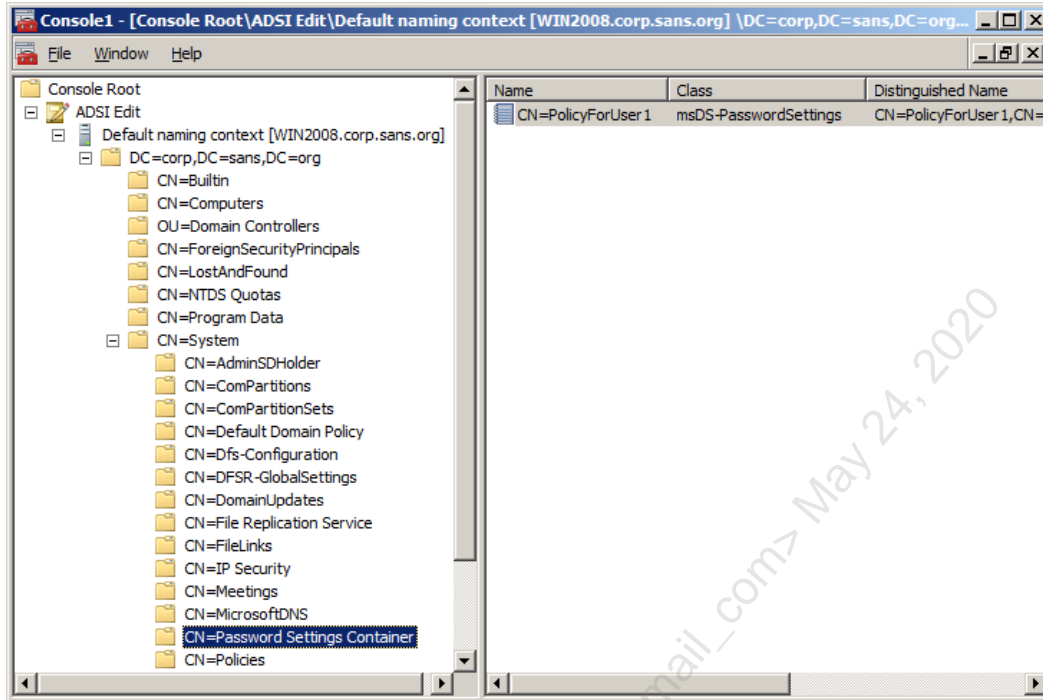 Console1 - [Console Root\ADSI Edit\Default naming context [WIN2008.corp.sans.org] \DC=corp,DC=sans,DC=org...
File Window Help
Console Root
ADSI Edit
Default naming context [WIN2008.corp.sans.org]
DC=corp,DC=sans,DC=org
CN=Builtin
CN=Computers
OU=Domain Controllers
CN=ForeignSecurityPrincipals
CN=LostAndFound
CN=NTDS Quotas
CN=Program Data
CN=System
CN=AdminSDHolder
CN=ComPartitions
CN=ComPartitionSets
CN=Default Domain Policy
CN=Dfs-Configuration
CN=DFSR-GlobalSettings
CN=DomainUpdates
CN=File Replication Service
CN=FileLinks
CN=IP Security
CN=Meetings
CN=MicrosoftDNS
CN=Password Settings Container
CN=Policies
Name Class Distinguished Name
CN=PolicyForUser1 msDS-PasswordSettings CN=PolicyForUser1,CN=
mail_com> May 24, 2020